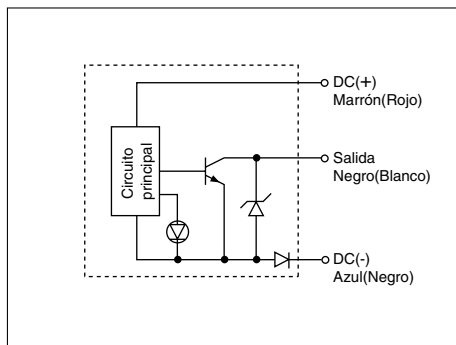 DC(+)
Marrón(Rojo)
Circuito
principal
Salida
Negro(Blanco)
DC(-)
Azul(Negro)